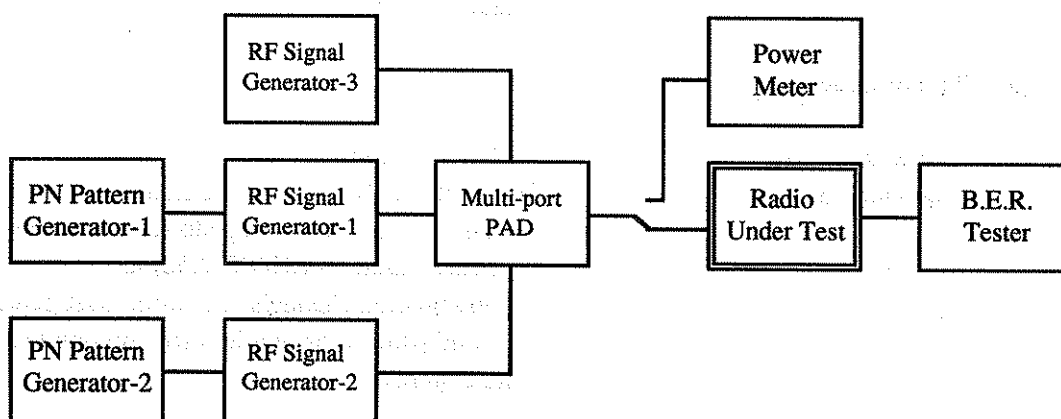 RF Signal
Generator-3
Power
Meter
PN Pattern
Generator-1
RF Signal
Generator-1
Multi-port
PAD
Radio
Under Test
B.E.R.
Tester
PN Pattern
Generator-2
RF Signal
Generator-2